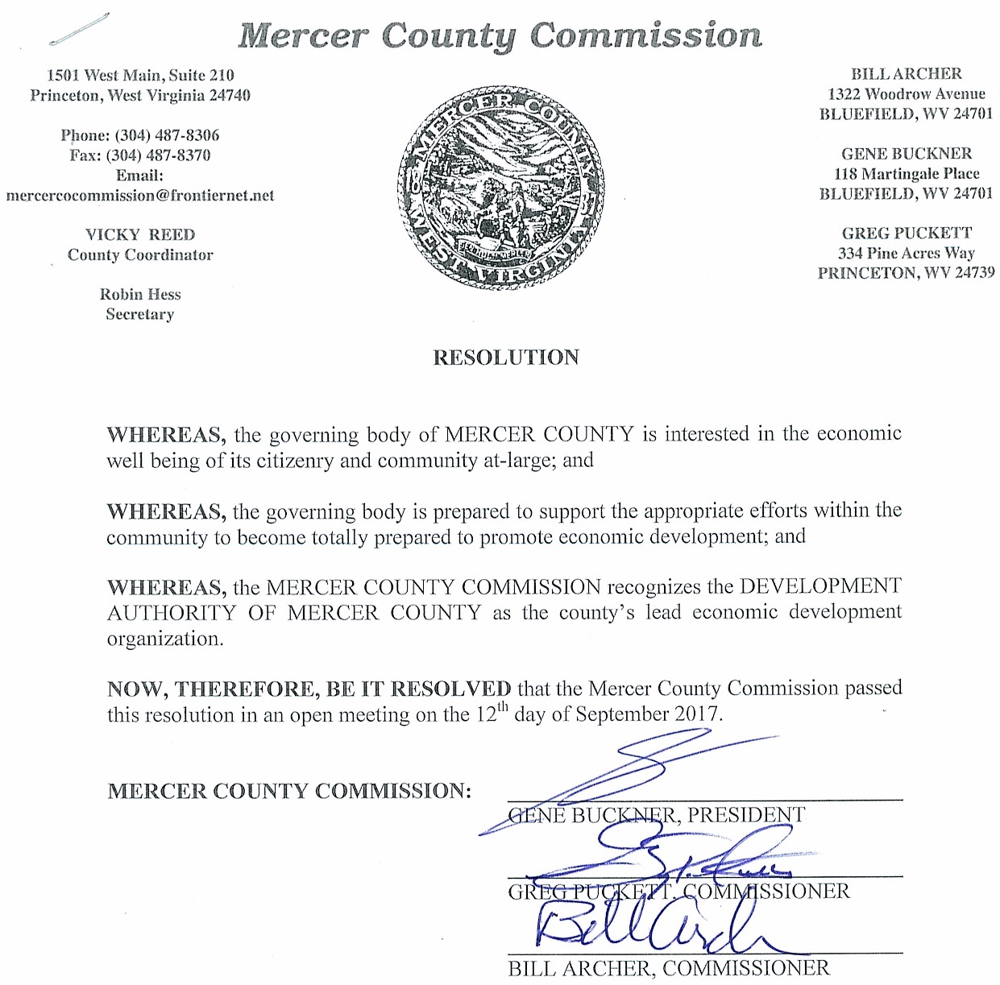 Mercer County Commission
1501 West Main, Suite 210
Princeton, West Virginia 24740
Phone: (304) 487-8306
Fax: (304) 487-8370
Email:
mercercocommission@frontiernet.net
VICKY REED
County Coordinator
Robin Hess
Secretary
MERCER COUNTY
18 37
WEST VIRGINIA
BILL ARCHER
1322 Woodrow Avenue
BLUEFIELD, WV 24701
GENE BUCKNER
118 Martingale Place
BLUEFIELD, WV 24701
GREG PUCKETT
334 Pine Acres Way
PRINCETON, WV 24739
RESOLUTION
WHEREAS, the governing body of MERCER COUNTY is interested in the economic
well being of its citizenry and community at-large; and
WHEREAS, the governing body is prepared to support the appropriate efforts within the
community to become totally prepared to promote economic development; and
WHEREAS, the MERCER COUNTY COMMISSION recognizes the DEVELOPMENT
AUTHORITY OF MERCER COUNTY as the county's lead economic development
organization.
NOW, THEREFORE, BE IT RESOLVED that the Mercer County Commission passed
this resolution in an open meeting on the 12th day of September 2017.
MERCER COUNTY COMMISSION:
GENE BUCKNER, PRESIDENT
GREG PUCKETT, COMMISSIONER
Bill Archer
BILL ARCHER, COMMISSIONER